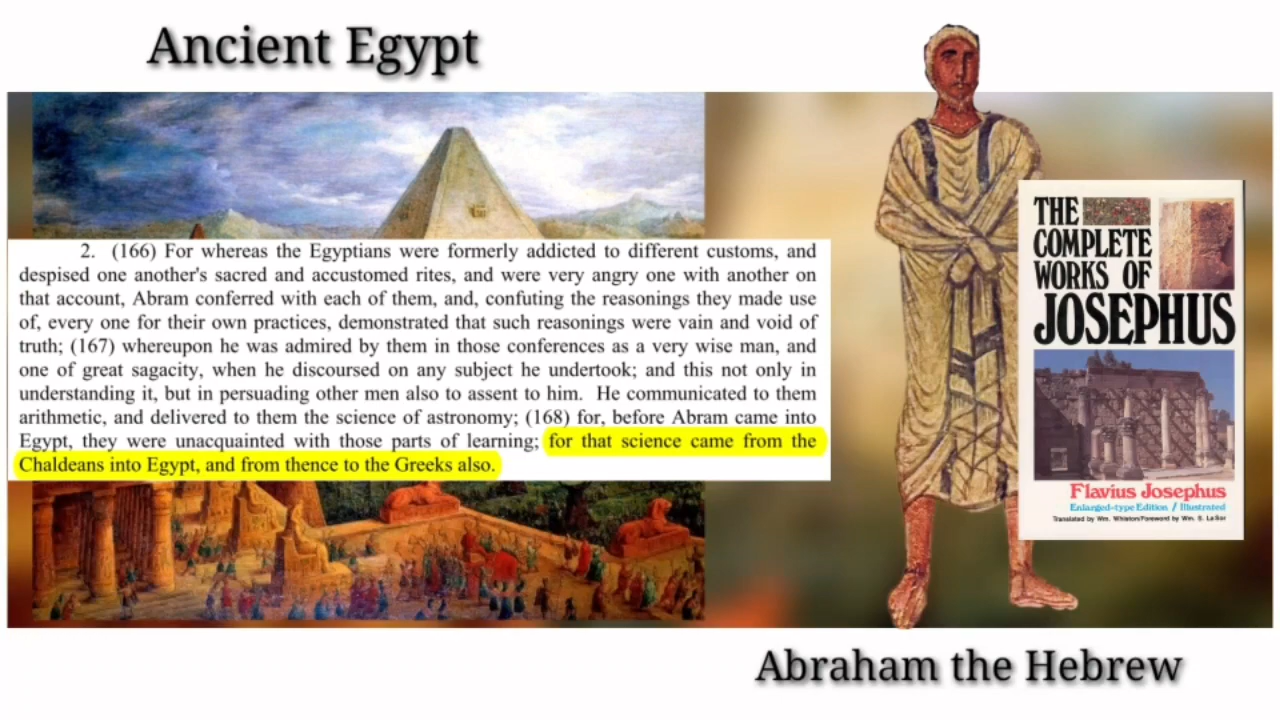 Ancient Egypt
2. (166) For whereas the Egyptians were formerly addicted to different customs, and
despised one another's sacred and accustomed rites, and were very angry one with another on
that account, Abram conferred with each of them, and, confuting the reasonings they made use
of, every one for their own practices, demonstrated that such reasonings were vain and void of
truth; (167) whereupon he was admired by them in those conferences as a very wise man, and
one of great sagacity, when he discoursed on any subject he undertook; and this not only in
understanding it, but in persuading other men also to assent to him. He communicated to them
arithmetic, and delivered to them the science of astronomy; (168) for, before Abram came into
Egypt, they were unacquainted with those parts of learning; for that science came from the
Chaldeans into Egypt, and from thence to the Greeks also.
THE
COMPLETE
WORKS OF
JOSEPHUS
Flavius Josephus
Enlarged-type Edition / Illustrated
Translated by Wm. Whiston/Foreword by Wm. S. LaSor
Abraham the Hebrew